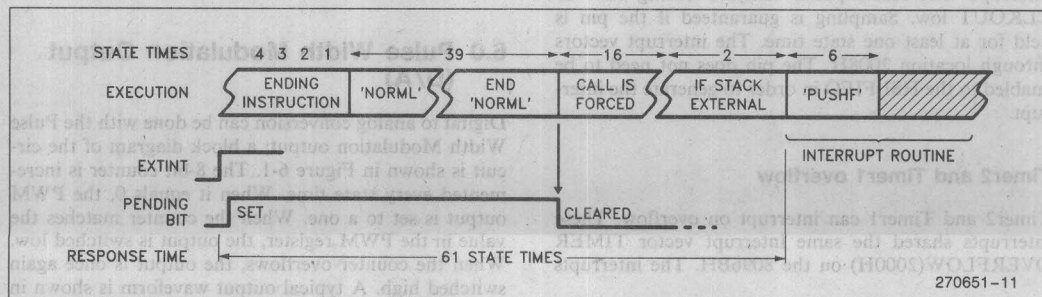 CLKOUT low. Sampling is guaranteed if the pin is
held for at least one state time. The interrupt vectors
through location
Timer2 and Timer1 overflow
Timer2 and Timer1 can interrupt on overflow.
interrupts shared the same interrupt vector TIMER
OVERFLOW(2000H) on the 8096BH. The interrupts
6.0 Pulse Width Modulation Output
Digital to analog conversion can be done with the Pulse
Width Modulation output; a block diagram of the cir-
cuit is shown in Figure 6-1. The 8-bit counter is incre-
mented every state time. When it equals 0, the PWM
output is set to a one. When the counter matches the
value in the PWM register, the output is switched low.
When the counter overflows, the output is once again
switched high. A typical output waveform is shown in
STATE TIMES 4 3 2 39 16 2 6
EXECUTION ENDING INSTRUCTION 'NORML' END 'NORML' CALL IS FORCED IF STACK EXTERNAL 'PUSHF'
INTERRUPT ROUTINE
EXTINT
PENDING BIT SET CLEARED
RESPONSE TIME 61 STATE TIMES
270651-11